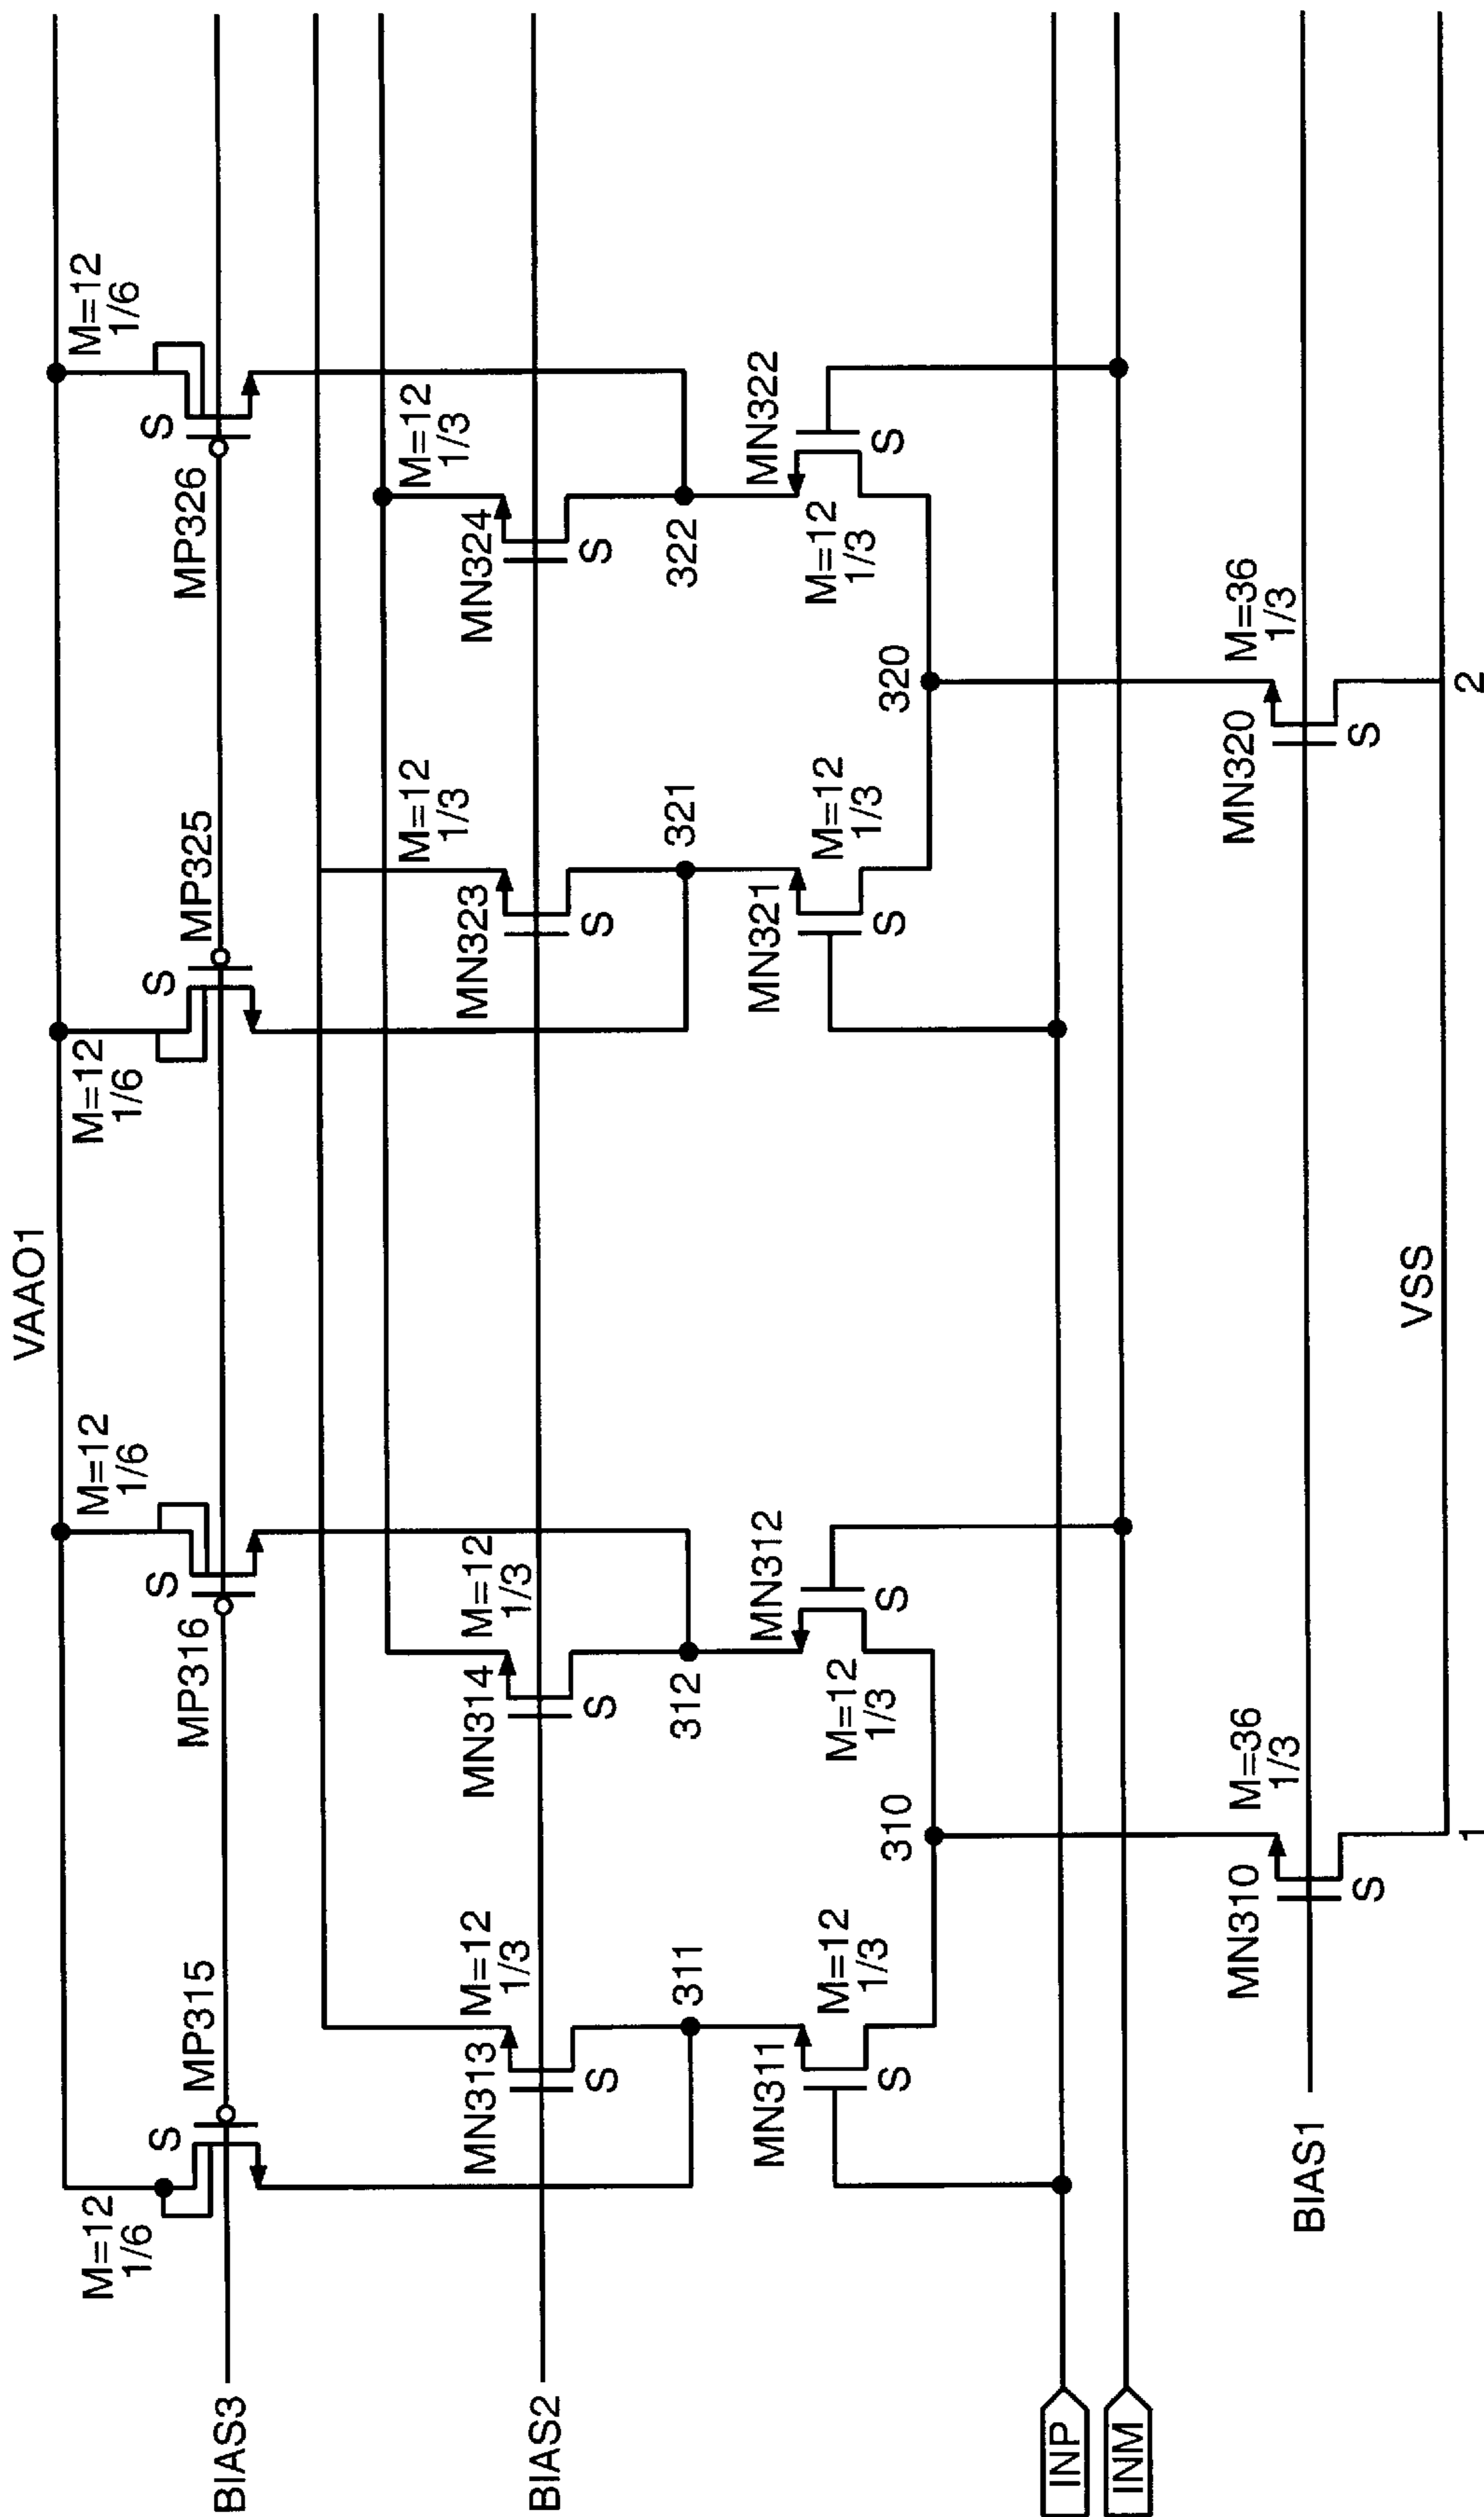 VAAO1
M=12
1/6
S
MP315
M=12
1/6
S
MP316
M=12
1/6
S
MP325
M=12
1/6
S
MP326
BIAS3
M=12
1/3
MN313
S
M=12
1/3
MN314
S
M=12
1/3
MN323
S
M=12
1/3
MN324
S
BIAS2
311
312
321
322
MN311
M=12
1/3
S
MN312
M=12
1/3
S
MN321
M=12
1/3
S
MN322
M=12
1/3
S
310
320
INP
INM
MN310
M=36
1/3
S
MN320
M=36
1/3
S
BIAS1
VSS
1
2